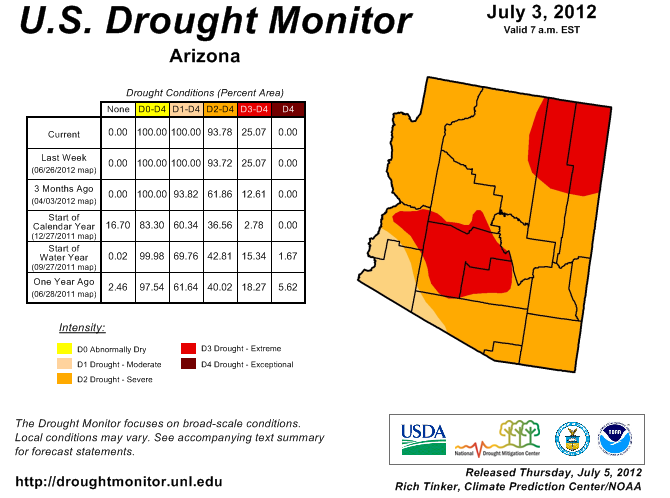 U.S. Drought Monitor
Arizona
July 3, 2012
Valid 7 a.m. EST
Drought Conditions (Percent Area)
None D0-D4 D1-D4 D2-D4 D3-D4 D4
Current 0.00 100.00 100.00 93.78 25.07 0.00
Last Week
(06/26/2012 map) 0.00 100.00 100.00 93.72 25.07 0.00
3 Months Ago
(04/03/2012 map) 0.00 100.00 93.82 61.86 12.61 0.00
Start of
Calendar Year
(12/27/2011 map) 16.70 83.30 60.34 36.56 2.78 0.00
Start of
Water Year
(09/27/2011 map) 0.02 99.98 69.76 42.81 15.34 1.67
One Year Ago
(06/28/2011 map) 2.46 97.54 61.64 40.02 18.27 5.62
Intensity:
D0 Abnormally Dry
D1 Drought - Moderate
D2 Drought - Severe
D3 Drought - Extreme
D4 Drought - Exceptional
The Drought Monitor focuses on broad-scale conditions.
Local conditions may vary. See accompanying text summary
for forecast statements.
http://droughtmonitor.unl.edu
USDA
National Drought Mitigation Center
NOAA
Released Thursday, July 5, 2012
Rich Tinker, Climate Prediction Center/NOAA